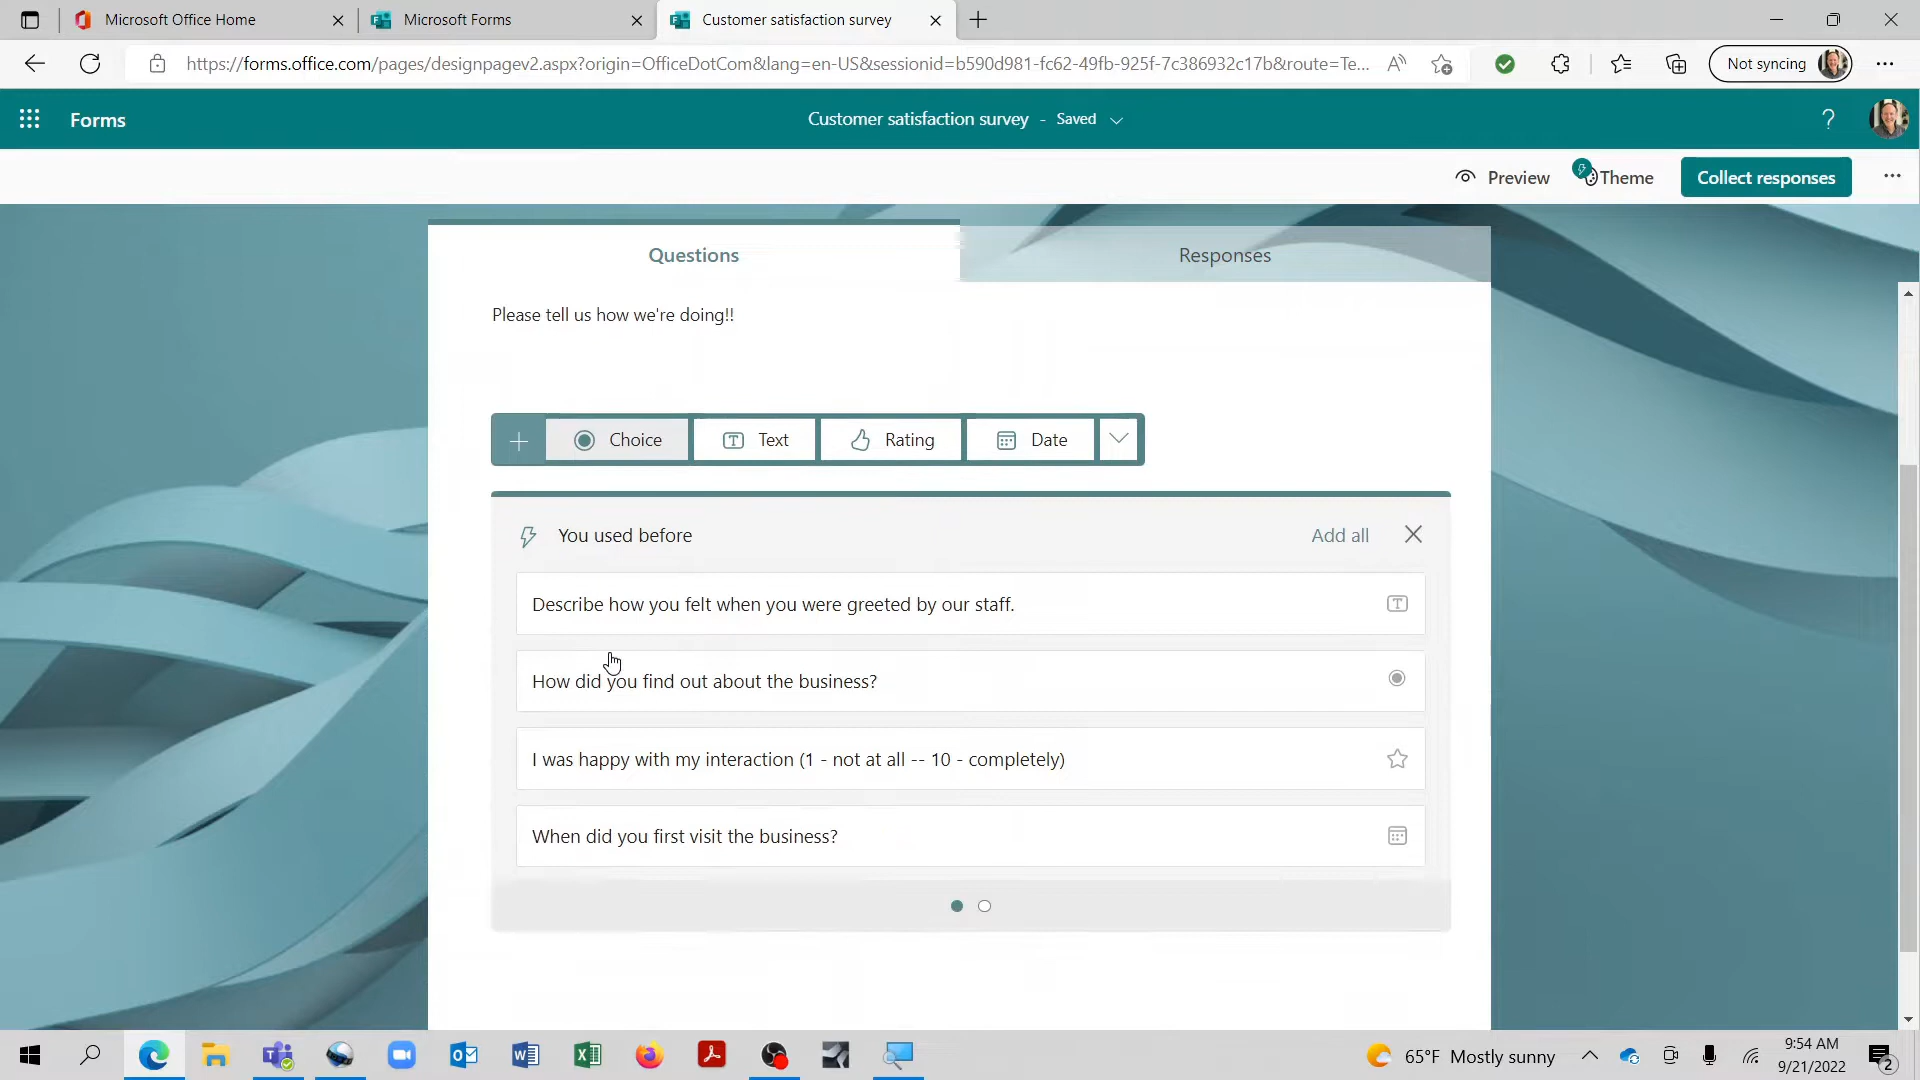 Microsoft Office Home
Microsoft Forms
Customer satisfaction survey
https://forms.office.com/pages/designpagev2.aspx?origin=OfficeDotCom&lang=en-US&sessionid=b590d981-fc62-49fb-925f-7c386932c17b&route=Te...
Not syncing
Forms
Customer satisfaction survey - Saved
?
Preview
Theme
Collect responses
Questions
Responses
Please tell us how we're doing!!
Choice
Text
Rating
Date
You used before
Add all
Describe how you felt when you were greeted by our staff.
How did you find out about the business?
I was happy with my interaction (1 - not at all -- 10 - completely)
When did you first visit the business?
65°F Mostly sunny
9:54 AM
9/21/2022
2